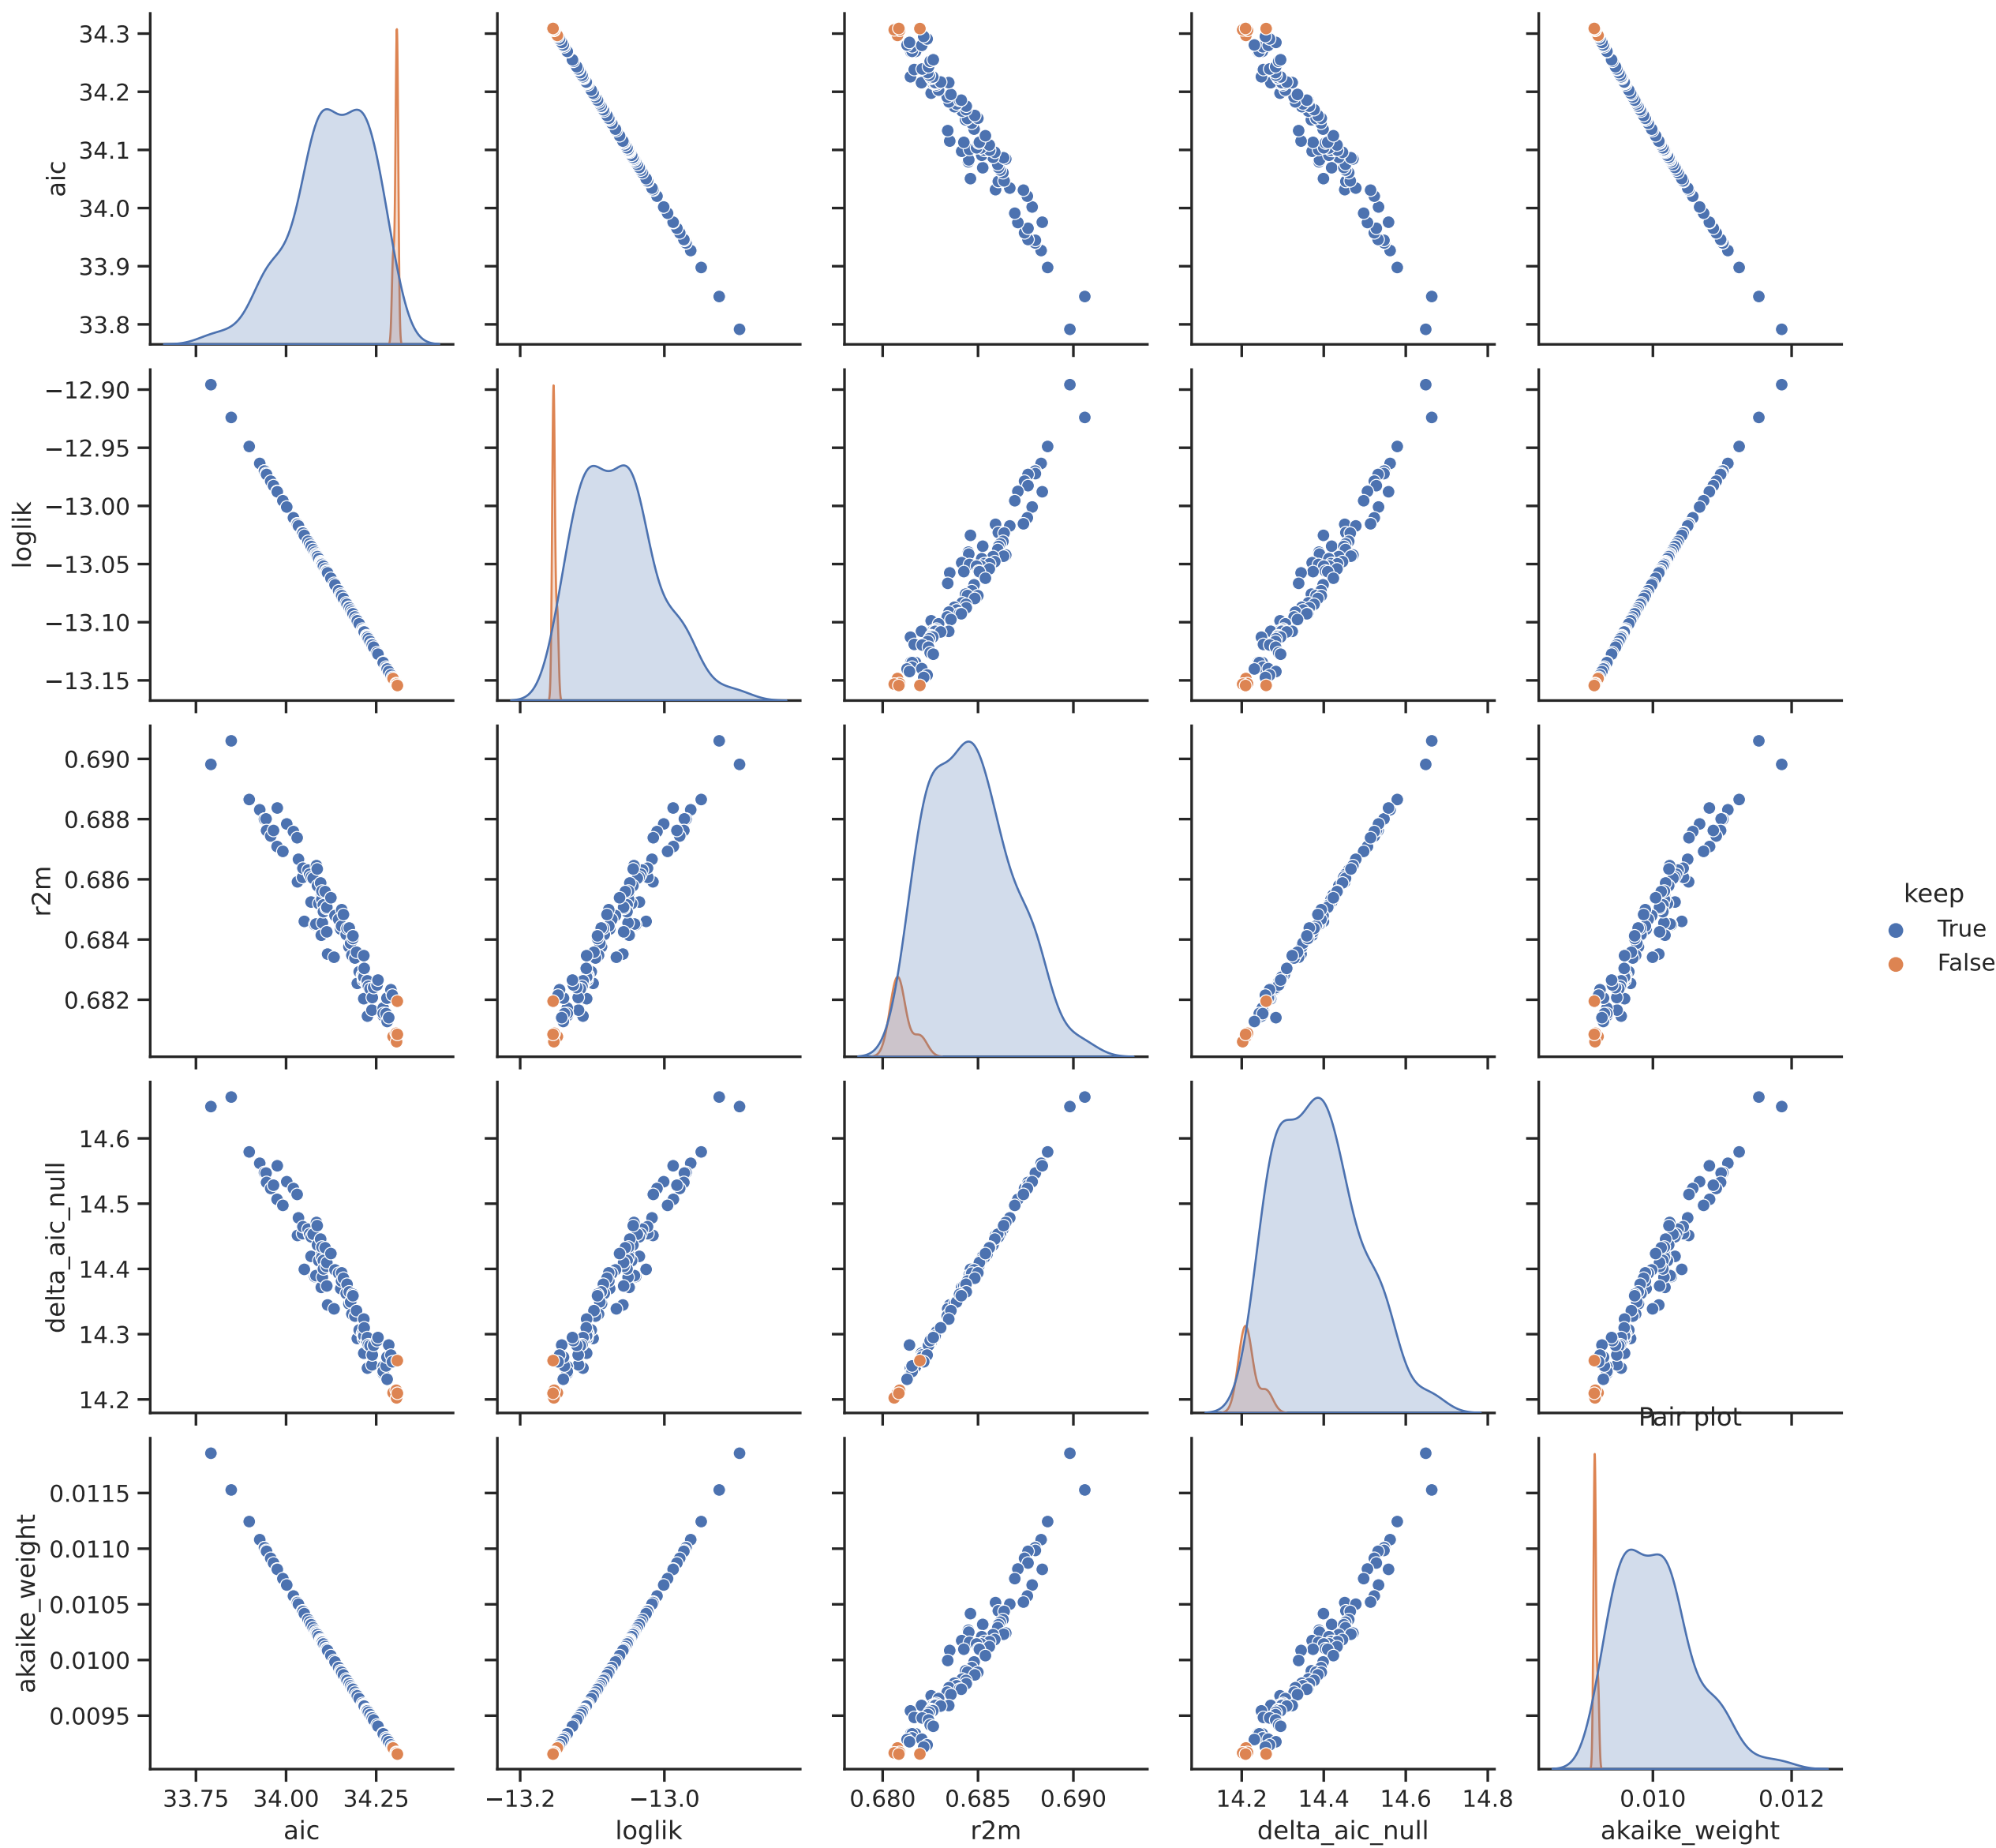 34.3
34.2
34.1
34.0
33.9
33.8
aic
−12.90
−12.95
−13.00
−13.05
−13.10
−13.15
loglik
0.690
0.688
0.686
0.684
0.682
r2m
keep
True
False
14.6
14.5
14.4
14.3
14.2
delta_aic_null
Pair plot
0.0115
0.0110
0.0105
0.0100
0.0095
akaike_weight
33.75 34.00 34.25
−13.2 −13.0
0.680 0.685 0.690
14.2 14.4 14.6 14.8
0.010 0.012
aic
loglik
r2m
delta_aic_null
akaike_weight